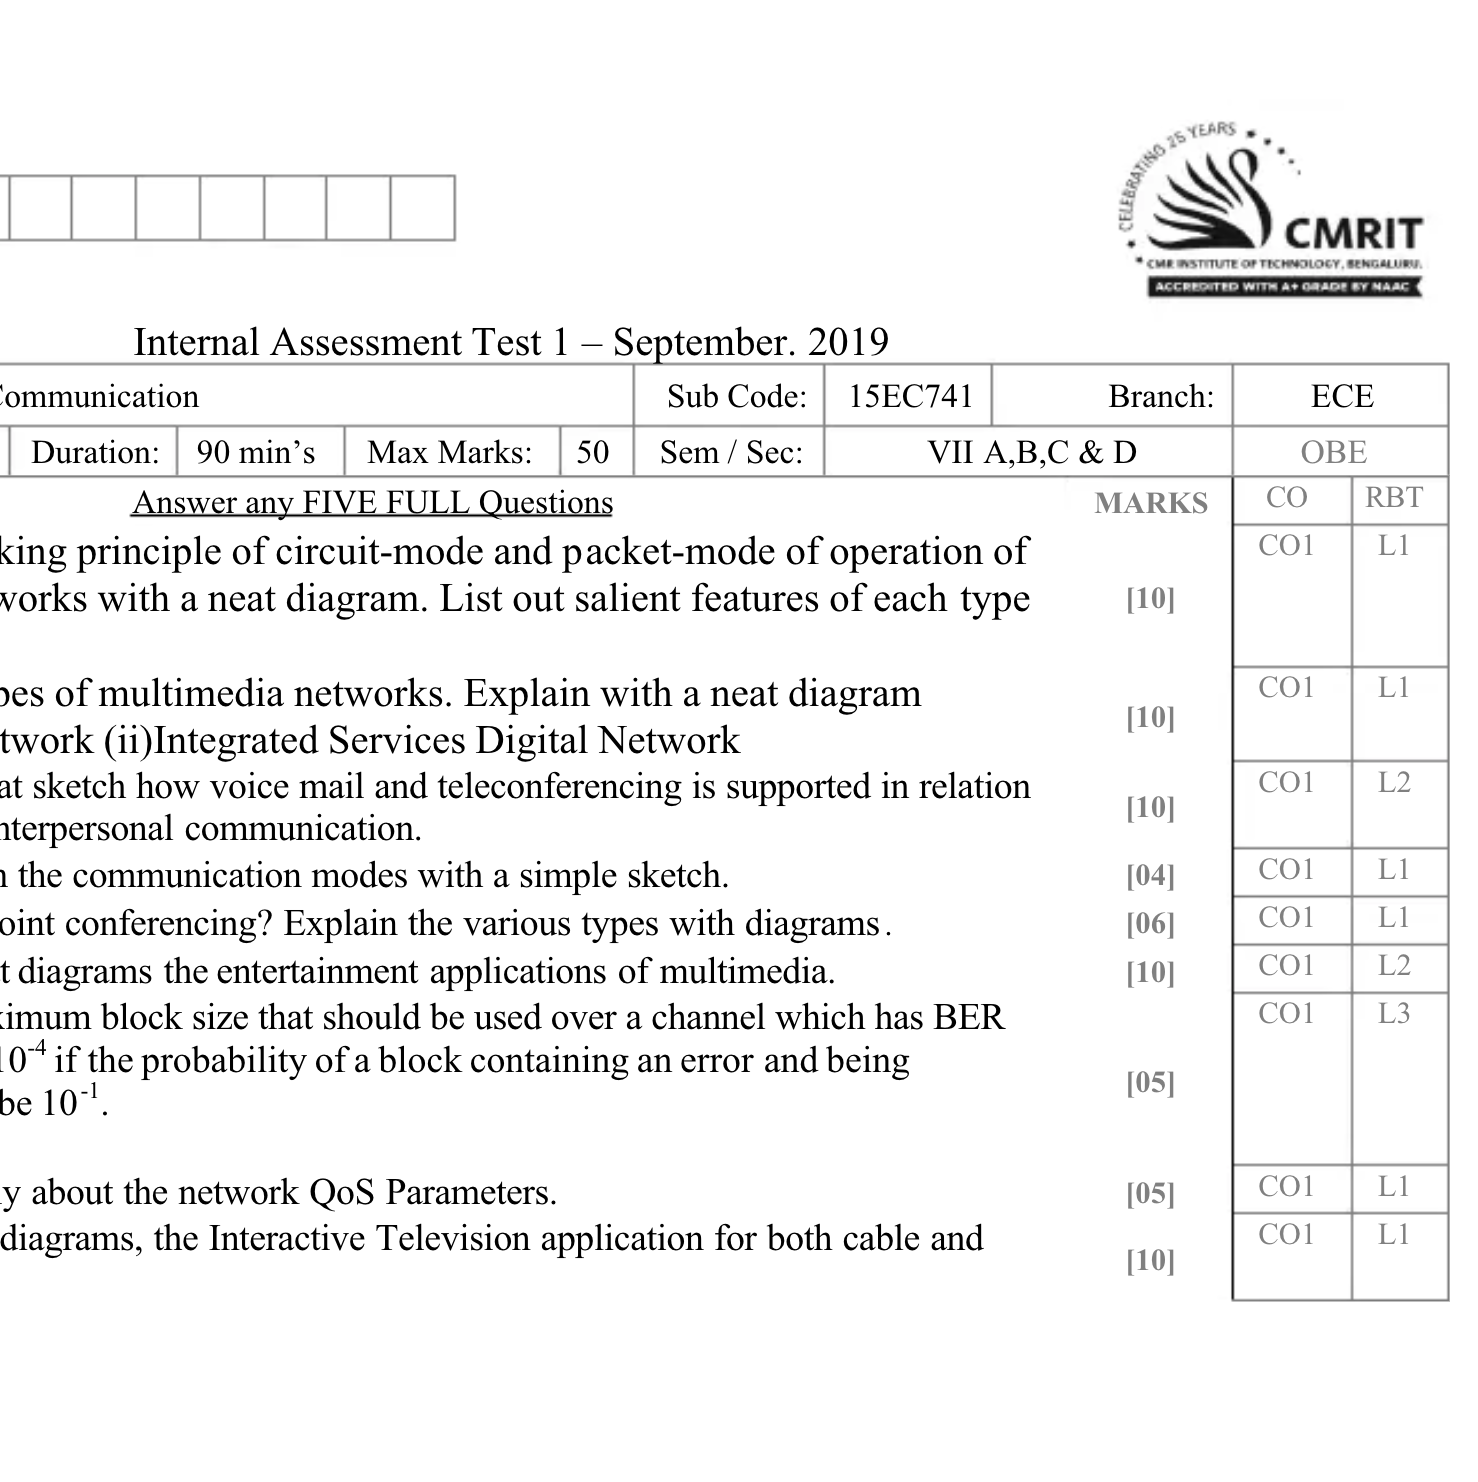 CELEBRATING 25 YEARS
CMRIT
CMR INSTITUTE OF TECHNOLOGY, BENGALURU.
ACCREDITED WITH A+ GRADE BY NAAC
Internal Assessment Test 1 – September. 2019
Communication Sub Code: 15EC741 Branch: ECE
Duration: 90 min’s Max Marks: 50 Sem / Sec: VII A,B,C & D OBE
Answer any FIVE FULL Questions MARKS CO RBT
king principle of circuit-mode and packet-mode of operation of CO1 L1
works with a neat diagram. List out salient features of each type [10]
pes of multimedia networks. Explain with a neat diagram [10] CO1 L1
twork (ii)Integrated Services Digital Network
at sketch how voice mail and teleconferencing is supported in relation [10] CO1 L2
nterpersonal communication.
n the communication modes with a simple sketch. [04] CO1 L1
oint conferencing? Explain the various types with diagrams. [06] CO1 L1
t diagrams the entertainment applications of multimedia. [10] CO1 L2
ximum block size that should be used over a channel which has BER CO1 L3
10-4 if the probability of a block containing an error and being [05]
be 10-1.
ly about the network QoS Parameters. [05] CO1 L1
diagrams, the Interactive Television application for both cable and [10] CO1 L1